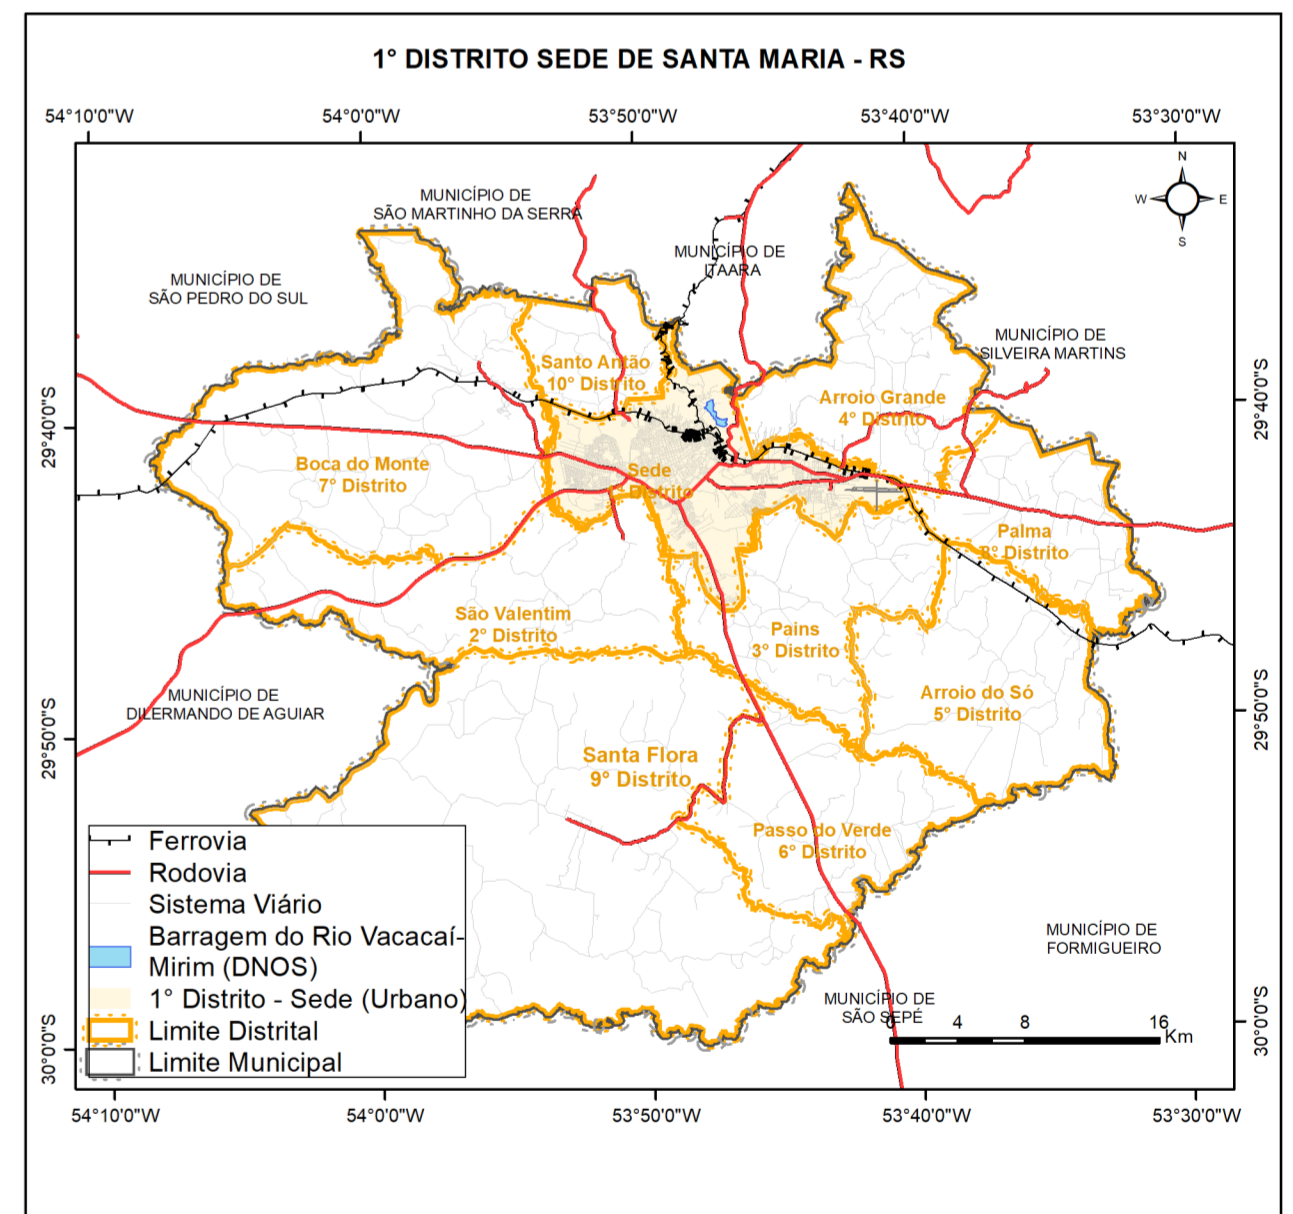 1° DISTRITO SEDE DE SANTA MARIA - RS
54°10'0"W 54°0'0"W 53°50'0"W 53°40'0"W 53°30'0"W
N
W E
S
MUNICÍPIO DE
SÃO MARTINHO DA SERRA
MUNICÍPIO DE
ITAARA
MUNICÍPIO DE
SÃO PEDRO DO SUL
MUNICÍPIO DE
SILVEIRA MARTINS
Santo Antão
10° Distrito
Arroio Grande
4° Distrito
29°40'0"S 29°40'0"S
Boca do Monte
7° Distrito
Sede
Distrito
Palma
8° Distrito
São Valentim
2° Distrito
Pains
3° Distrito
Arroio do Só
5° Distrito
MUNICÍPIO DE
DILERMANDO DE AGUIAR
29°50'0"S 29°50'0"S
Santa Flora
9° Distrito
Passo do Verde
6° Distrito
MUNICÍPIO DE
FORMIGUEIRO
MUNICÍPIO DE
SÃO SEPÉ
0 4 8 16
Km
Ferrovia
Rodovia
Sistema Viário
Barragem do Rio Vacacaí-
Mirim (DNOS)
1° Distrito - Sede (Urbano)
Limite Distrital
Limite Municipal
30°0'0"S 30°0'0"S
54°10'0"W 54°0'0"W 53°50'0"W 53°40'0"W 53°30'0"W